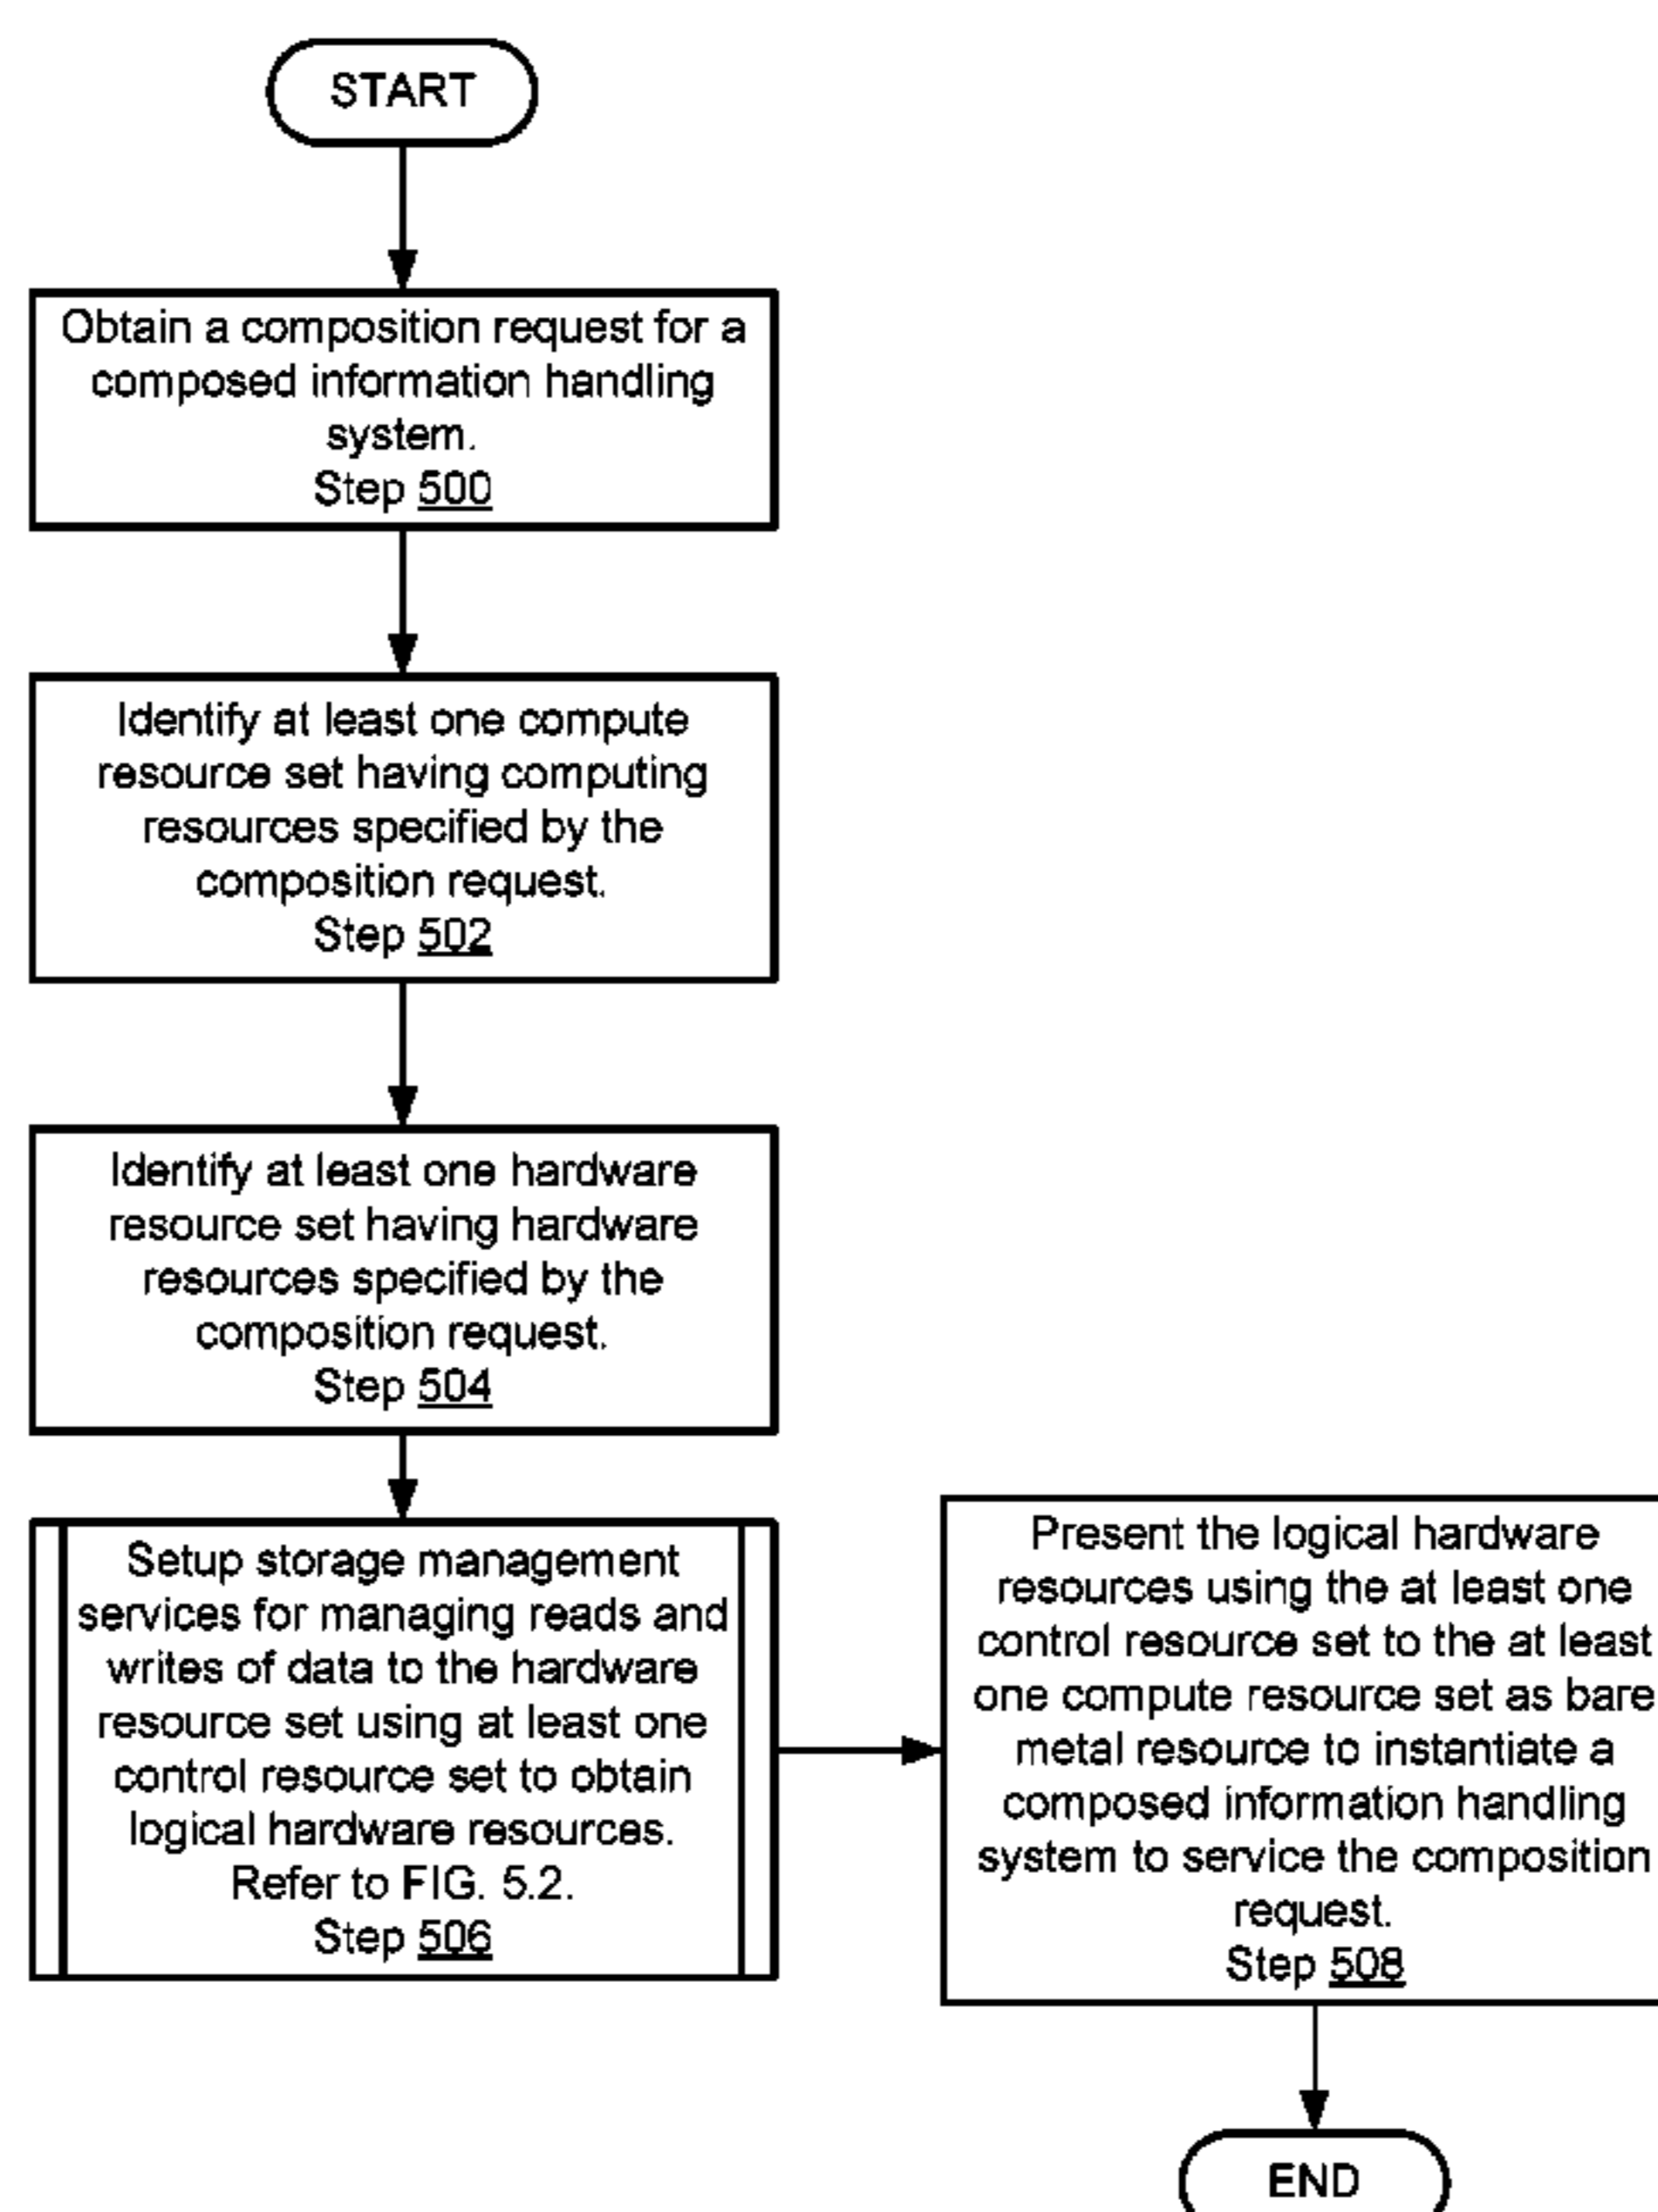 START
Obtain a composition request for a
composed information handling
system.
Step 500
Identify at least one compute
resource set having computing
resources specified by the
composition request.
Step 502
Identify at least one hardware
resource set having hardware
resources specified by the
composition request.
Step 504
Setup storage management
services for managing reads and
writes of data to the hardware
resource set using at least one
control resource set to obtain
logical hardware resources.
Refer to FIG. 5.2.
Step 506
Present the logical hardware
resources using the at least one
control resource set to the at least
one compute resource set as bare
metal resource to instantiate a
composed information handling
system to service the composition
request.
Step 508
END